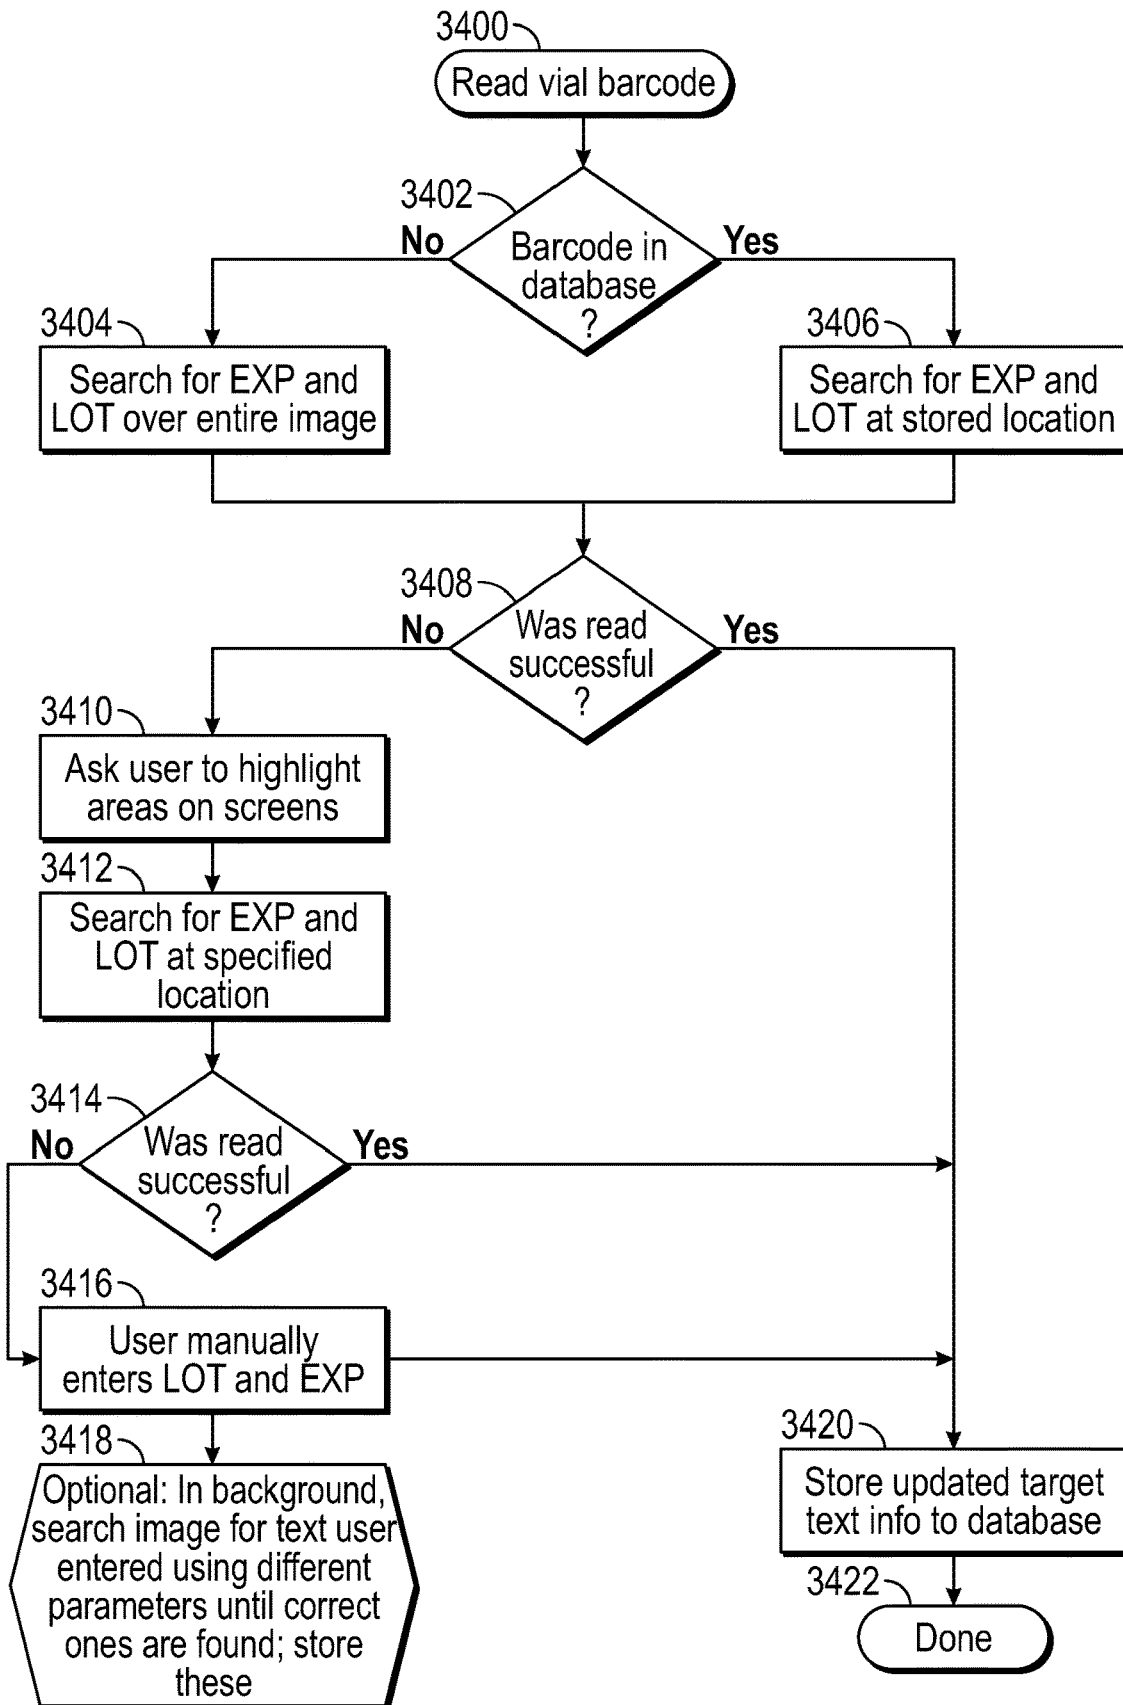 3400
Read vial barcode
3402
No
Yes
Barcode in
database
?
3404
Search for EXP and
LOT over entire image
3406
Search for EXP and
LOT at stored location
3408
No
Yes
Was read
successful
?
3410
Ask user to highlight
areas on screens
3412
Search for EXP and
LOT at specified
location
3414
No
Yes
Was read
successful
?
3416
User manually
enters LOT and EXP
3418
Optional: In background,
search image for text user
entered using different
parameters until correct
ones are found; store
these
3420
Store updated target
text info to database
3422
Done